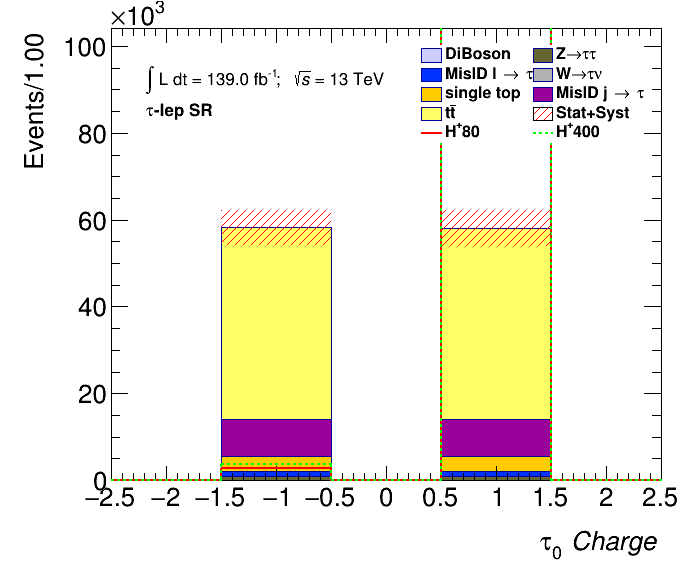 ×10³
Events/1.00
100
80
60
40
20
0
∫ L dt = 139.0 fb⁻¹; √s = 13 TeV
τ-lep SR
DiBoson Z→ττ
MisID l → τ W→τν
single top MisID j → τ
tt̄ Stat+Syst
H⁺80 H⁺400
−2.5 −2 −1.5 −1 −0.5 0 0.5 1 1.5 2 2.5
τ₀ Charge